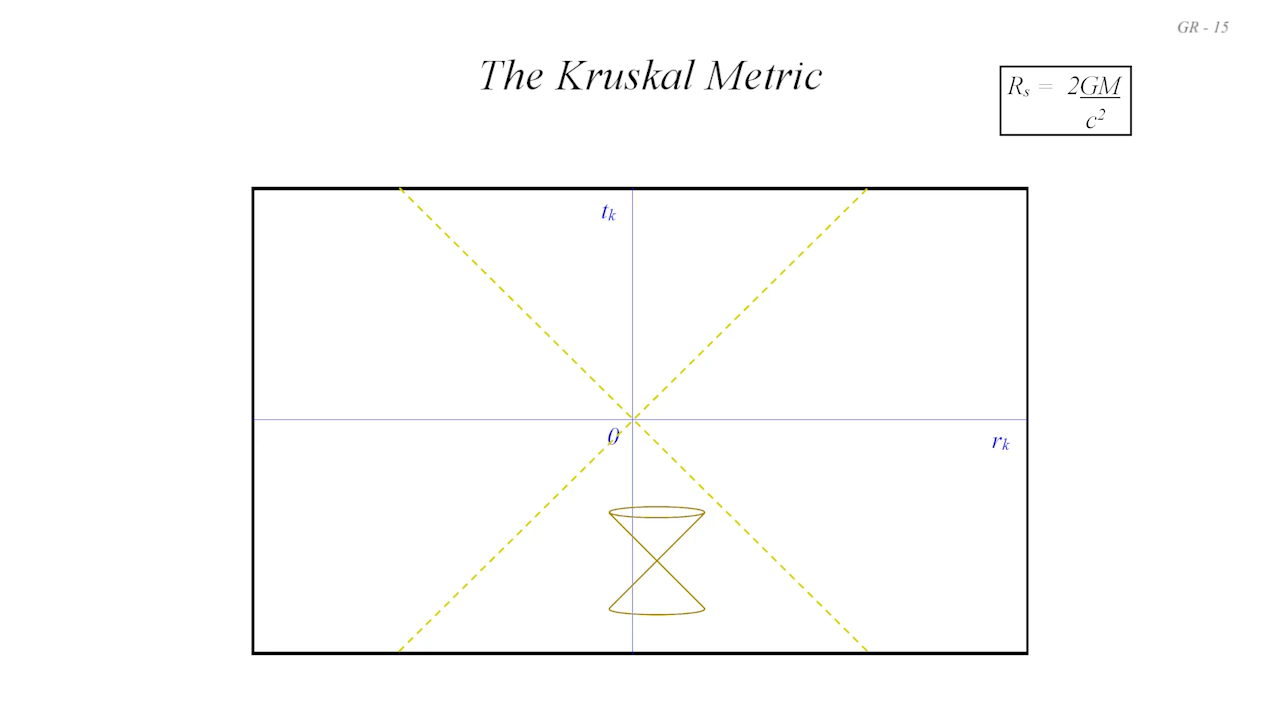 GR - 15
The Kruskal Metric
Rₛ = 2GM
c²
tₖ
0
rₖ